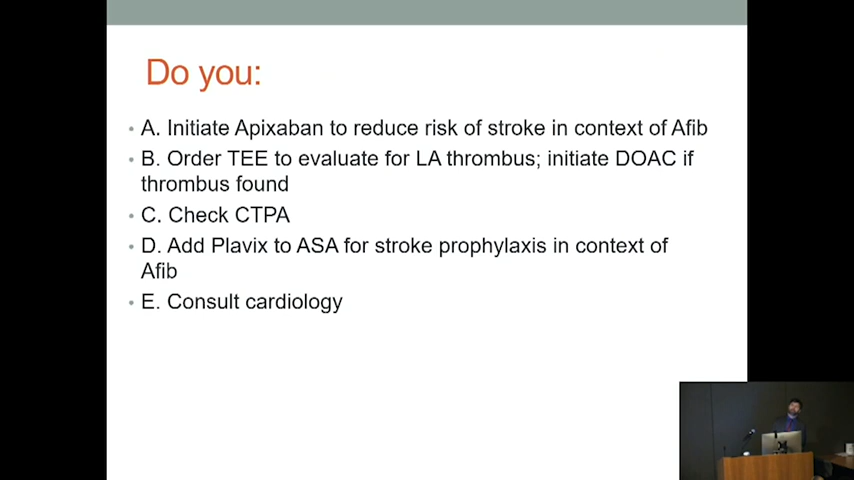 Do you:
• A. Initiate Apixaban to reduce risk of stroke in context of Afib
• B. Order TEE to evaluate for LA thrombus; initiate DOAC if
thrombus found
• C. Check CTPA
• D. Add Plavix to ASA for stroke prophylaxis in context of
Afib
• E. Consult cardiology